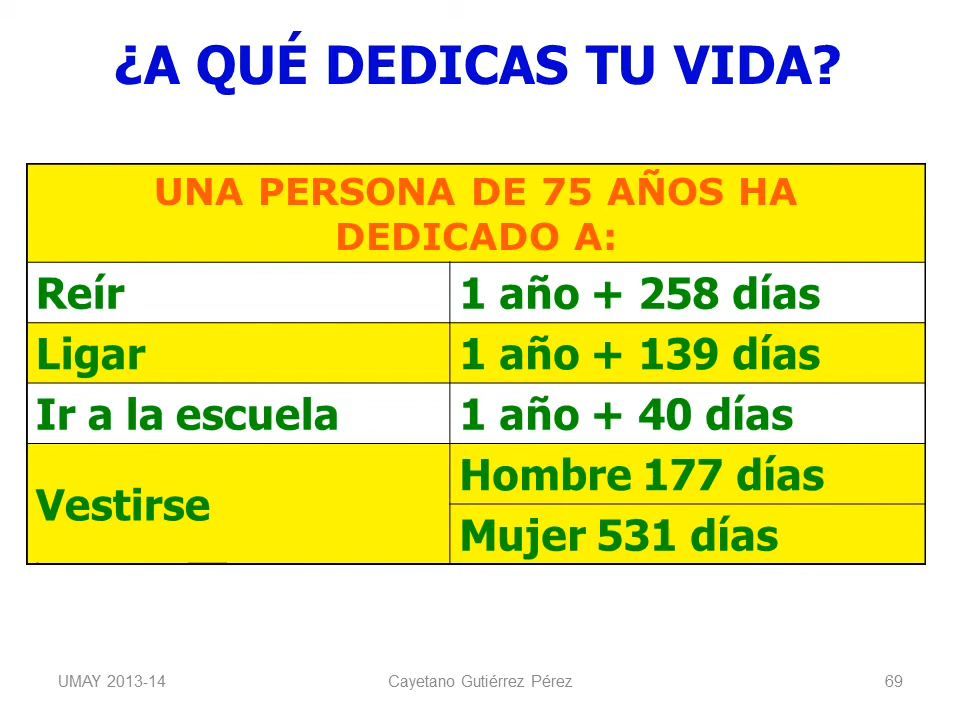 ¿A QUÉ DEDICAS TU VIDA?
UNA PERSONA DE 75 AÑOS HA
DEDICADO A:
Reír 1 año + 258 días
Ligar 1 año + 139 días
Ir a la escuela 1 año + 40 días
Vestirse
Hombre 177 días
Mujer 531 días
UMAY 2013-14 Cayetano Gutiérrez Pérez 69